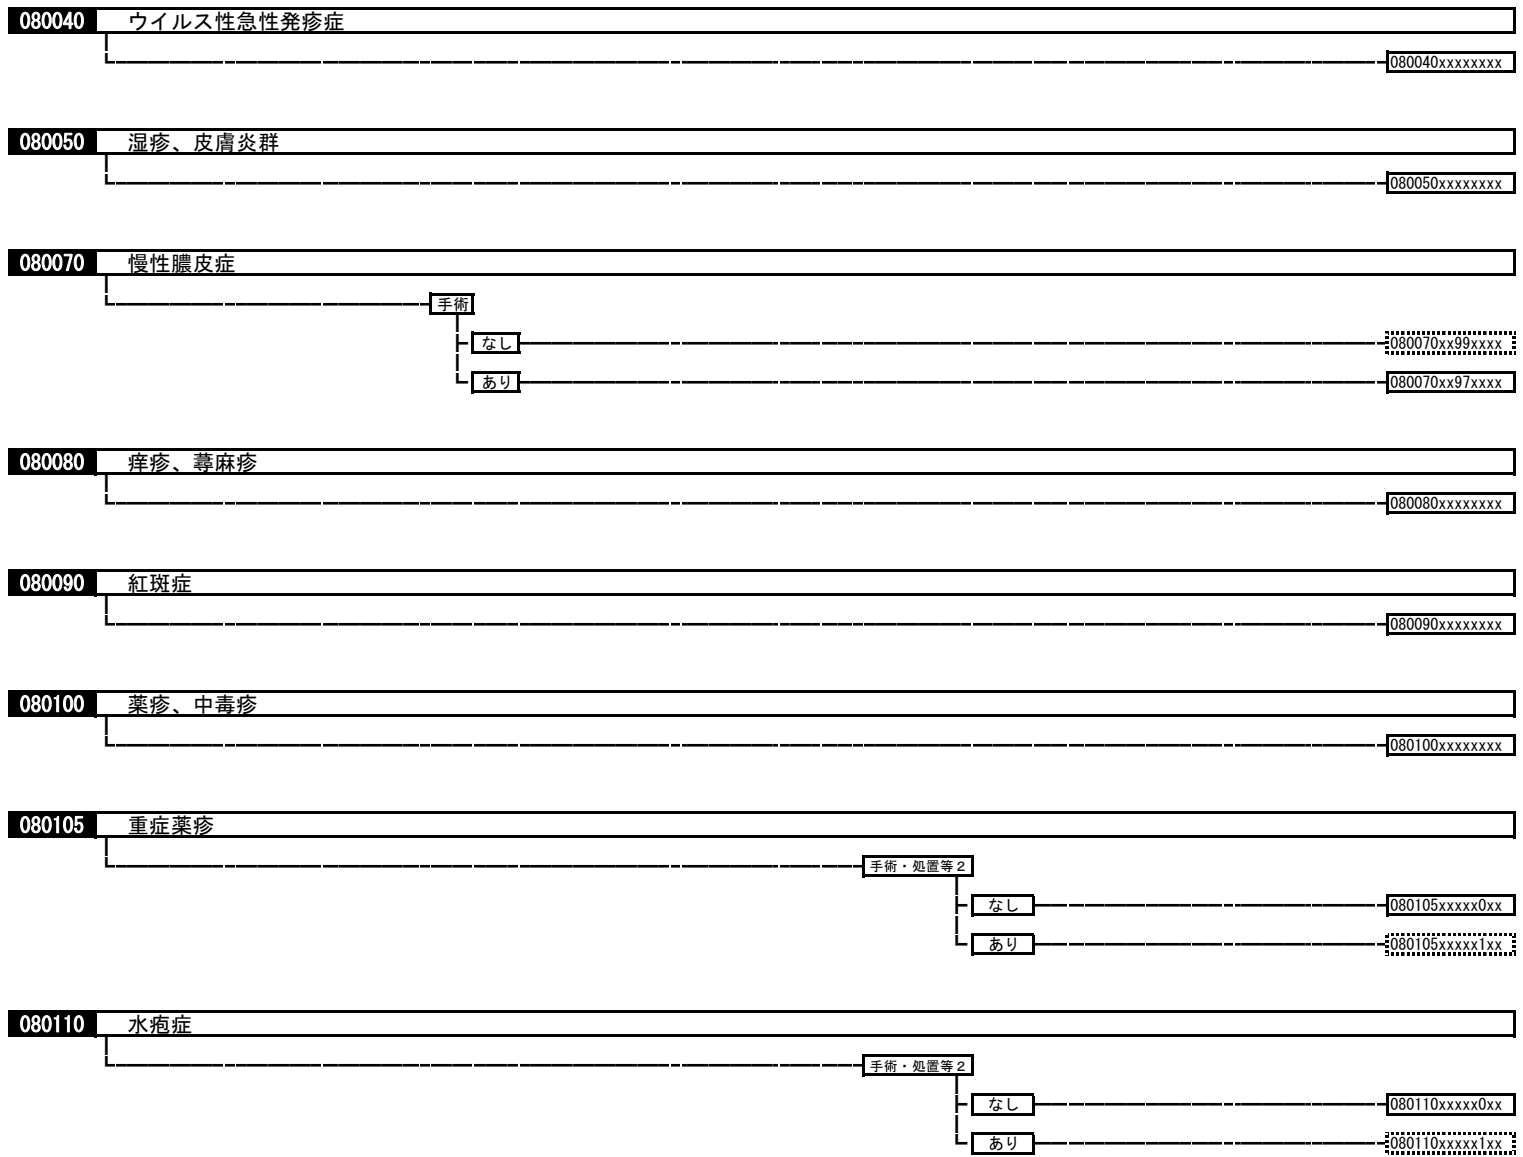 080040 ウイルス性急性発疹症
080040xxxxxxxx
080050 湿疹、皮膚炎群
080050xxxxxxxx
080070 慢性膿皮症
手術
なし 080070xx99xxxx
あり 080070xx97xxxx
080080 痒疹、蕁麻疹
080080xxxxxxxx
080090 紅斑症
080090xxxxxxxx
080100 薬疹、中毒疹
080100xxxxxxxx
080105 重症薬疹
手術・処置等２
なし 080105xxxxx0xx
あり 080105xxxxx1xx
080110 水疱症
手術・処置等２
なし 080110xxxxx0xx
あり 080110xxxxx1xx